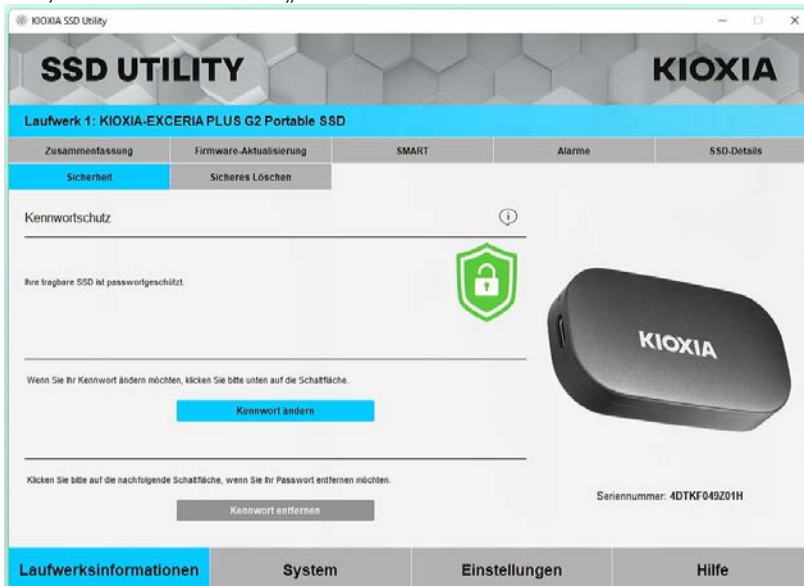 KIOXIA SSD Utility
SSD UTILITY
KIOXIA
Laufwerk 1: KIOXIA-EXCERIA PLUS G2 Portable SSD
Zusammenfassung Firmware-Aktualisierung SMART Alarme SSD-Details
Sicherheit Sicheres Löschen
Kennwortschutz
Ihre tragbare SSD ist passwortgeschützt.
KIOXIA
Wenn Sie Ihr Kennwort ändern möchten, klicken Sie bitte unten auf die Schaltfläche.
Kennwort ändern
Klicken Sie bitte auf die nachfolgende Schaltfläche, wenn Sie Ihr Passwort entfernen möchten.
Seriennummer: 4DTKF049Z01H
Kennwort entfernen
Laufwerksinformationen System Einstellungen Hilfe